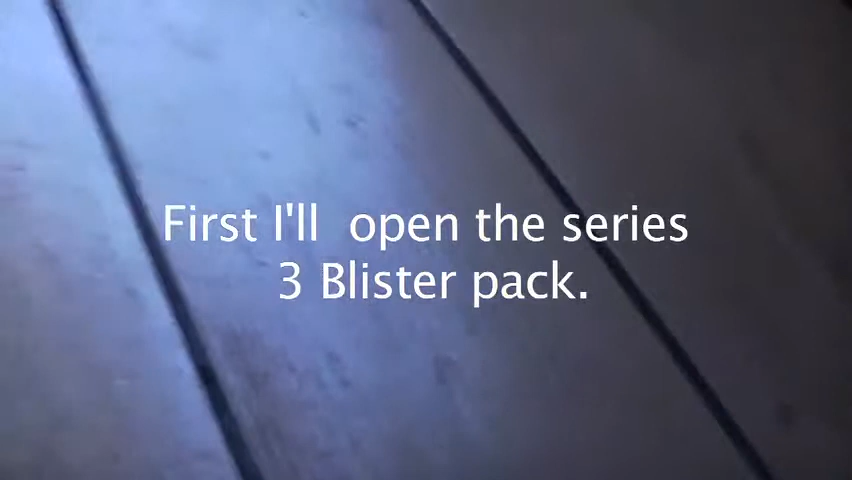 First I'll  open the series
3 Blister pack.